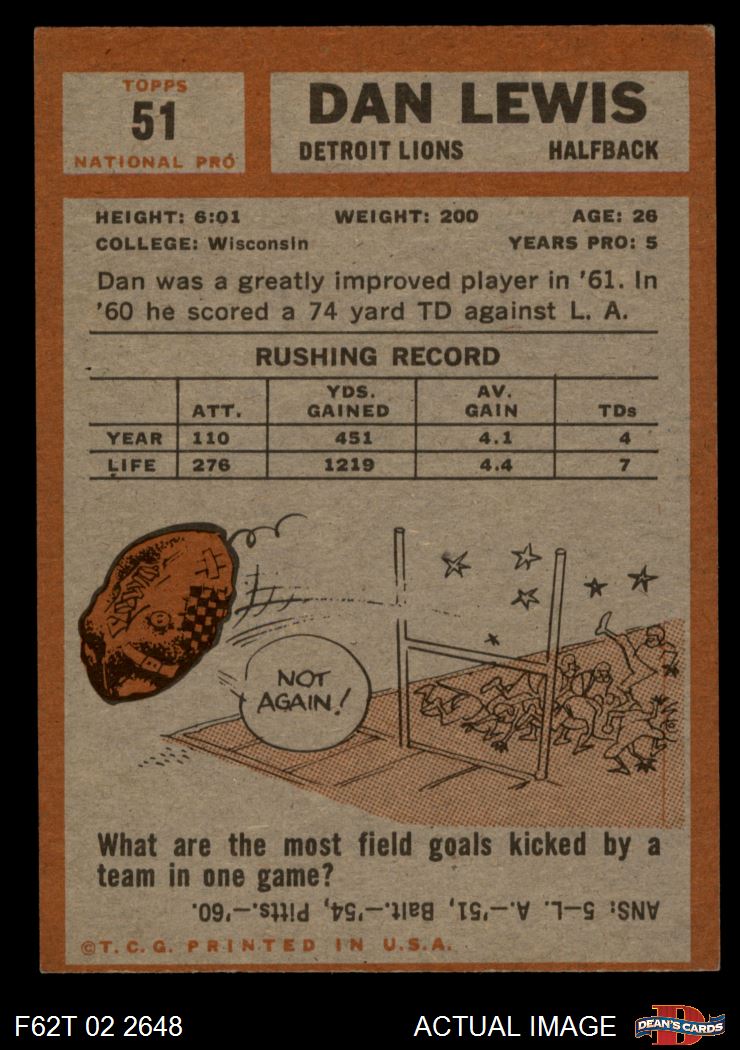 TOPPS
51
NATIONAL PRO
DAN LEWIS
DETROIT LIONS HALFBACK
HEIGHT: 6:01 WEIGHT: 200 AGE: 26
COLLEGE: Wisconsin YEARS PRO: 5
Dan was a greatly improved player in '61. In
'60 he scored a 74 yard TD against L. A.
RUSHING RECORD
ATT. YDS. GAINED AV. GAIN TDs
YEAR 110 451 4.1 4
LIFE 276 1219 4.4 7
NOT
AGAIN!
What are the most field goals kicked by a
team in one game?
ANS: 5—L. A.—'51, Balt.—'54, Pitts.—'60.
©T.C.G. PRINTED IN U.S.A.
F62T 02 2648 ACTUAL IMAGE
DEAN'S CARDS